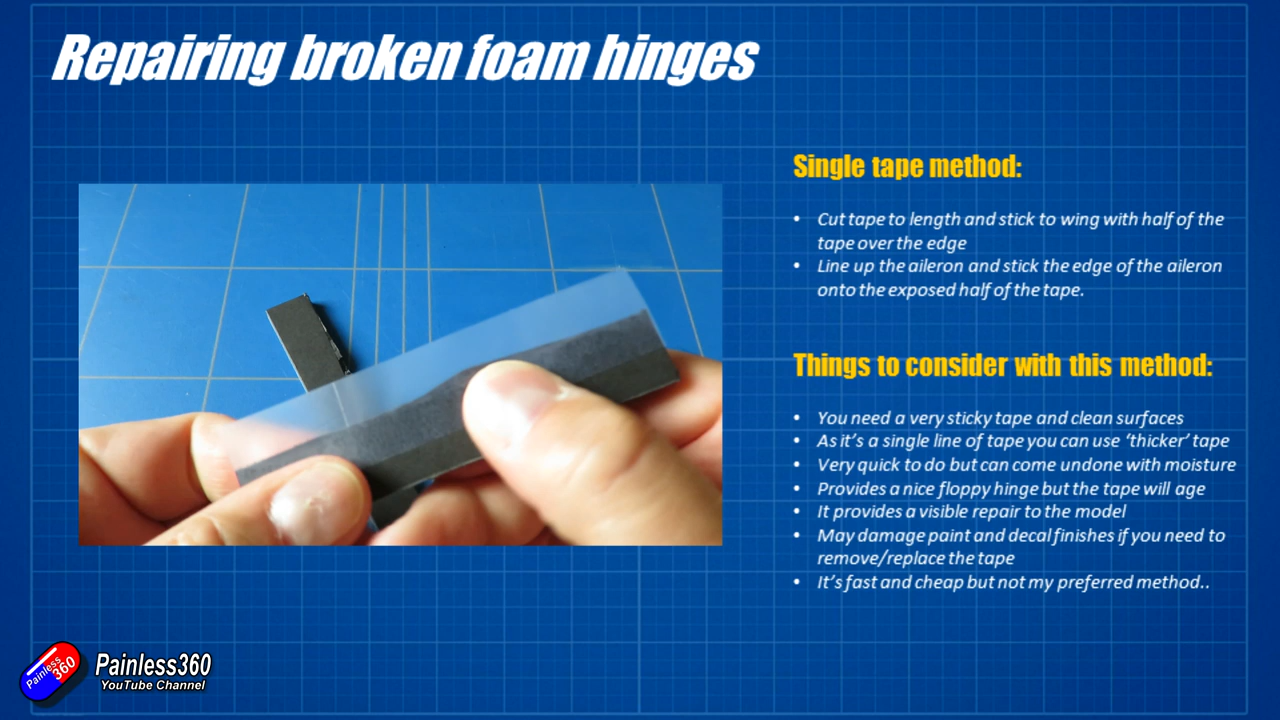 Repairing broken foam hinges
Single tape method:
• Cut tape to length and stick to wing with half of the
tape over the edge
• Line up the aileron and stick the edge of the aileron
onto the exposed half of the tape.
Things to consider with this method:
• You need a very sticky tape and clean surfaces
• As it's a single line of tape you can use 'thicker' tape
• Very quick to do but can come undone with moisture
• Provides a nice floppy hinge but the tape will age
• It provides a visible repair to the model
• May damage paint and decal finishes if you need to
remove/replace the tape
• It's fast and cheap but not my preferred method..
Painless
360
Painless360
YouTube Channel